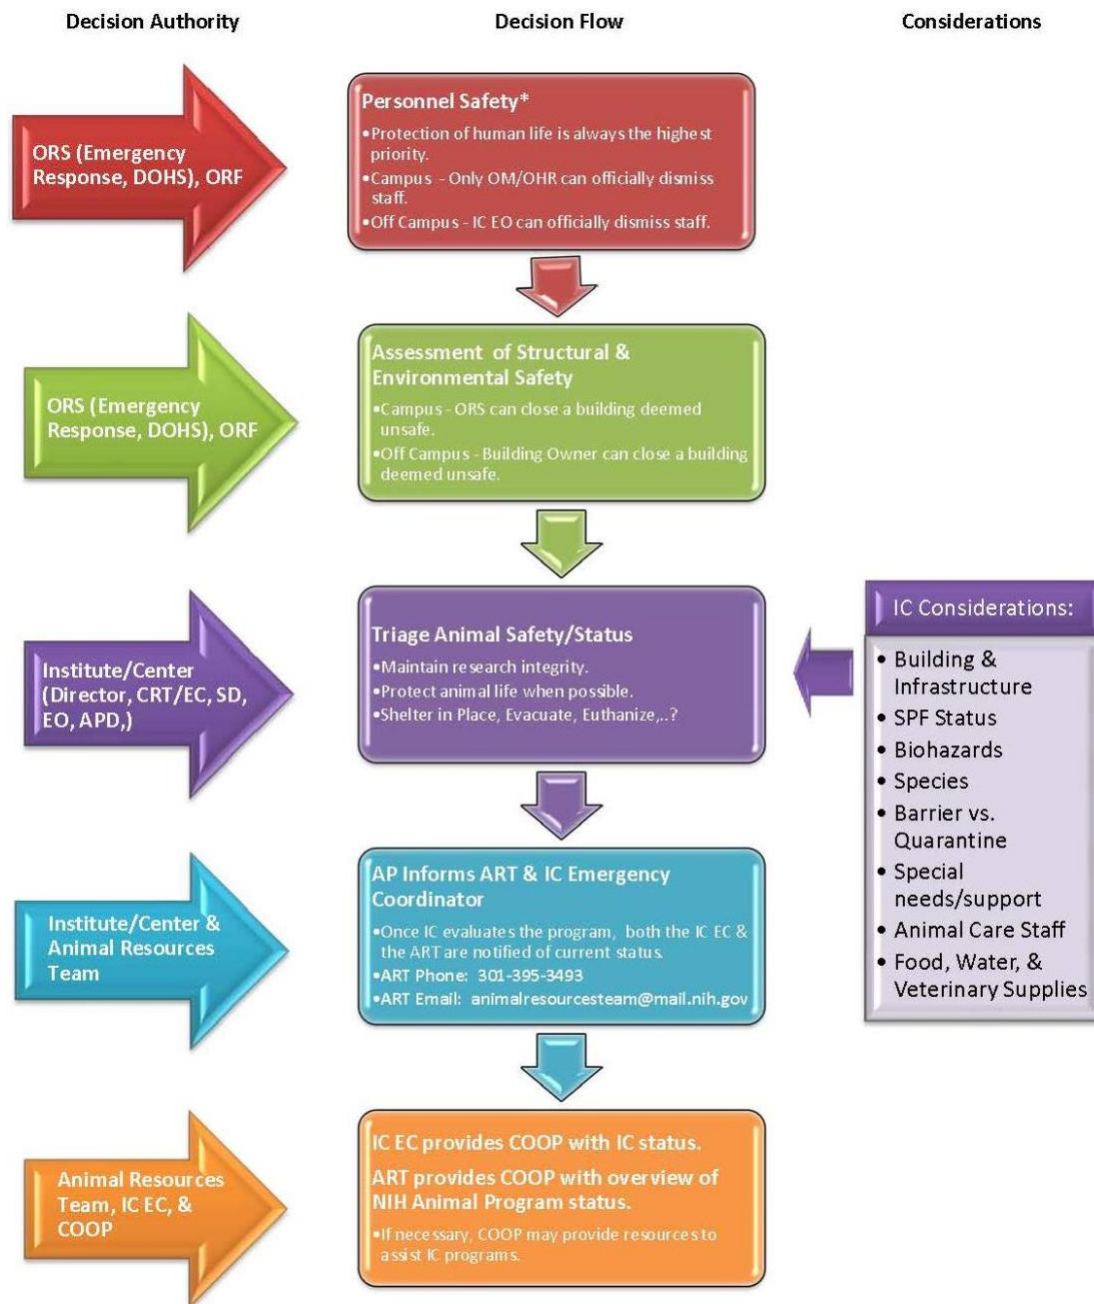 Decision Authority
Decision Flow
Considerations
ORS (Emergency
Response, DOHS), ORF
Personnel Safety*
•Protection of human life is always the highest
priority.
•Campus - Only OM/OHR can officially dismiss
staff.
•Off Campus - IC EO can officially dismiss staff.
ORS (Emergency
Response, DOHS), ORF
Assessment of Structural &
Environmental Safety
•Campus - ORS can close a building deemed
unsafe.
•Off Campus - Building Owner can close a building
deemed unsafe.
Institute/Center
(Director, CRT/EC, SD,
EO, APD,)
Triage Animal Safety/Status
•Maintain research integrity.
•Protect animal life when possible.
•Shelter in Place, Evacuate, Euthanize,..?
IC Considerations:
• Building &
Infrastructure
• SPF Status
• Biohazards
• Species
• Barrier vs.
Quarantine
• Special
needs/support
• Animal Care Staff
• Food, Water, &
Veterinary Supplies
Institute/Center &
Animal Resources
Team
AP Informs ART & IC Emergency
Coordinator
•Once IC evaluates the program, both the IC EC &
the ART are notified of current status.
•ART Phone: 301-395-3493
•ART Email: animalresourcesteam@mail.nih.gov
Animal Resources
Team, IC EC, &
COOP
IC EC provides COOP with IC status.
ART provides COOP with overview of
NIH Animal Program status.
•If necessary, COOP may provide resources to
assist IC programs.